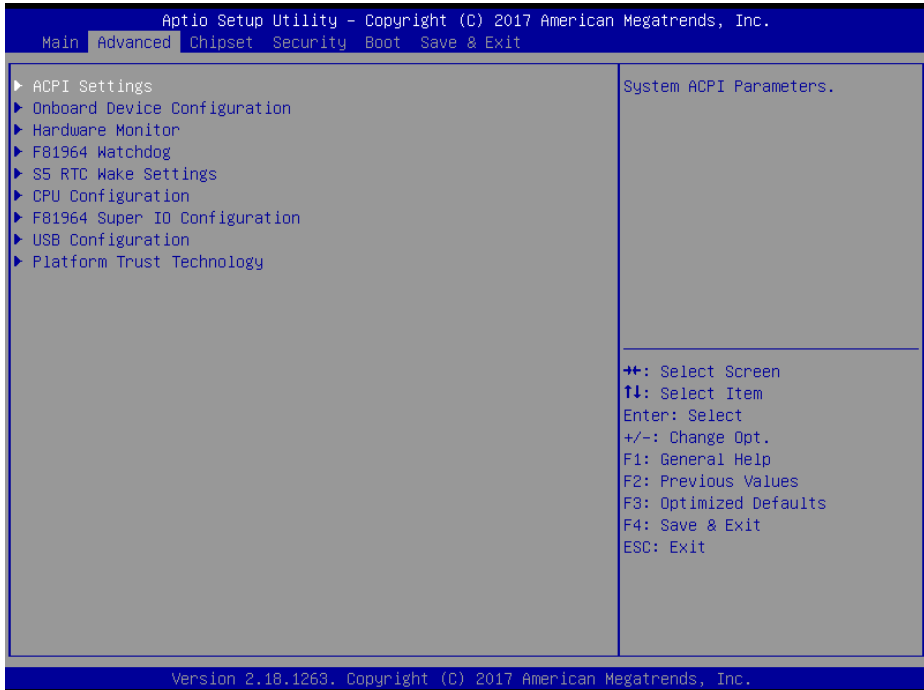 Aptio Setup Utility – Copyright (C) 2017 American Megatrends, Inc.
Main Advanced Chipset Security Boot Save & Exit
▶ ACPI Settings
▶ Onboard Device Configuration
▶ Hardware Monitor
▶ F81964 Watchdog
▶ S5 RTC Wake Settings
▶ CPU Configuration
▶ F81964 Super IO Configuration
▶ USB Configuration
▶ Platform Trust Technology
System ACPI Parameters.
→←: Select Screen
↑↓: Select Item
Enter: Select
+/-: Change Opt.
F1: General Help
F2: Previous Values
F3: Optimized Defaults
F4: Save & Exit
ESC: Exit
Version 2.18.1263. Copyright (C) 2017 American Megatrends, Inc.